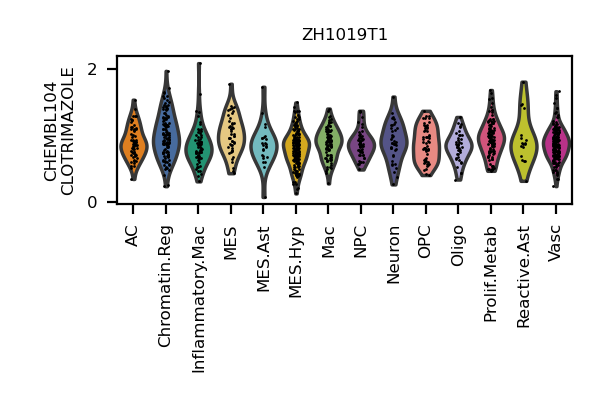 ZH1019T1
CHEMBL104
CLOTRIMAZOLE
2
0
AC
Chromatin.Reg
Inflammatory.Mac
MES
MES.Ast
MES.Hyp
Mac
NPC
Neuron
OPC
Oligo
Prolif.Metab
Reactive.Ast
Vasc